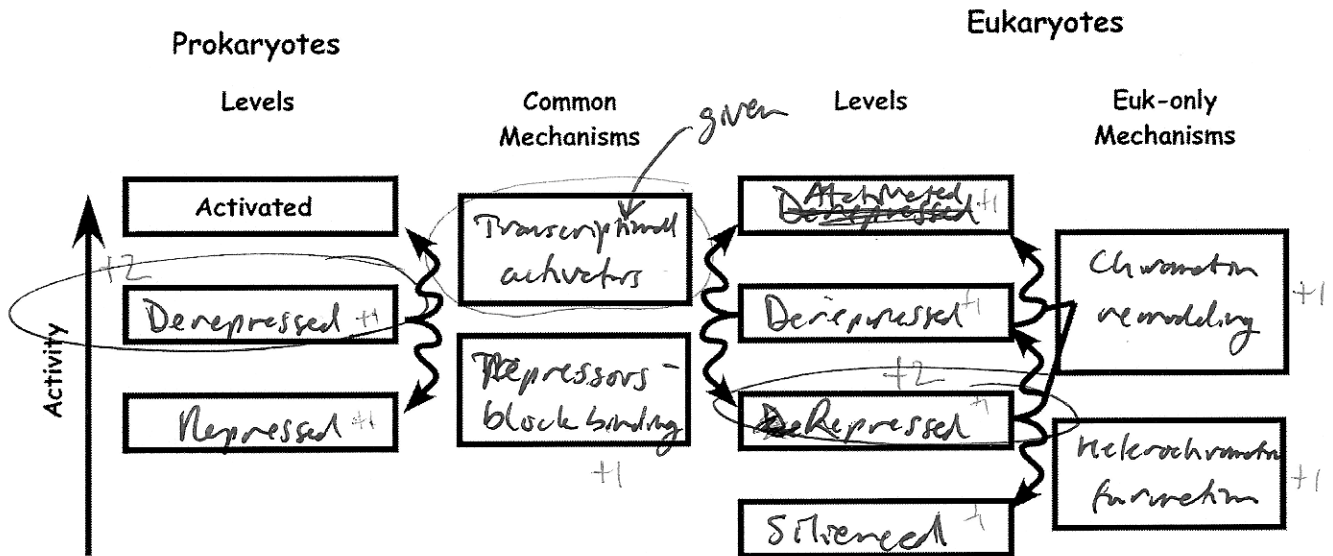 Prokaryotes
Eukaryotes
Levels
Common
Mechanisms
given
Levels
Euk-only
Mechanisms
Activity
Activated
+2
Derepressed +1
Repressed +1
Transcriptional
activators
Repressors -
block binding
+1
Activated
Derepressed +1
Derepressed +1
+2
Repressed +1
Silienced +1
Chromatin
remodeling
+1
Heterochromatin
formation
+1